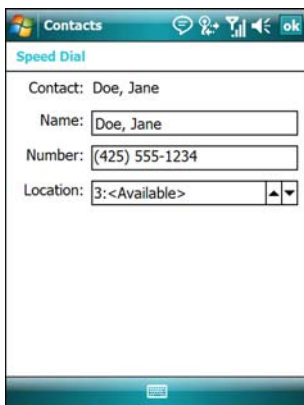 Contacts ok
Speed Dial
Contact: Doe, Jane
Name: Doe, Jane
Number: (425) 555-1234
Location: 3:<Available>